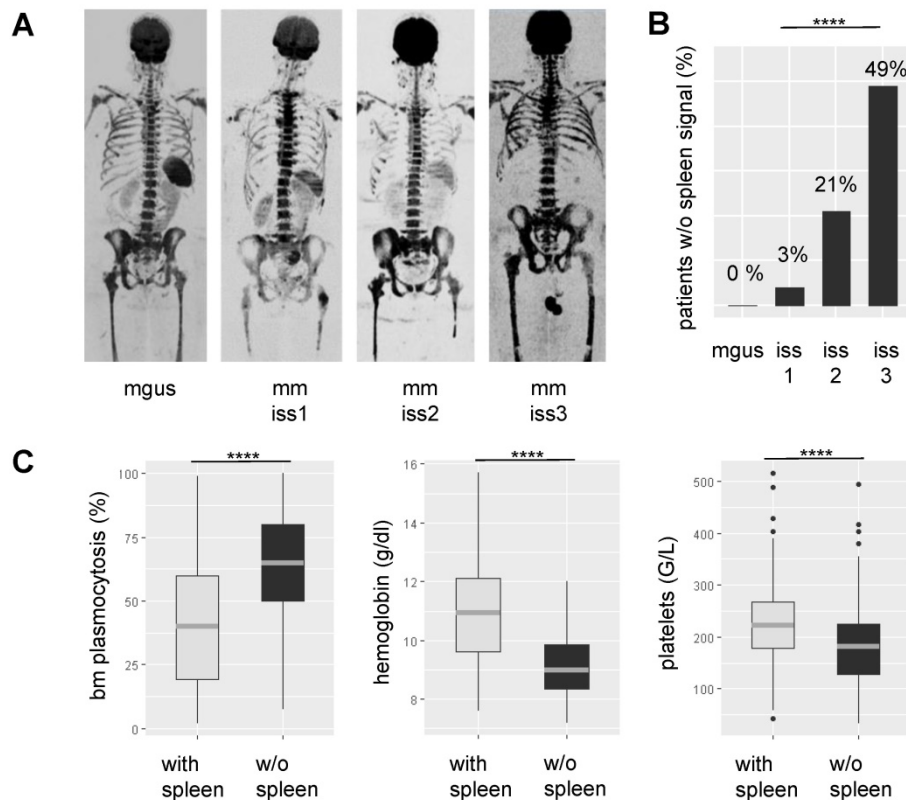 A
mgus
mm
iss1
mm
iss2
mm
iss3
B
patients w/o spleen signal (%)
****
0 %
3%
21%
49%
mgus
iss
1
iss
2
iss
3
C
bm plasmocytosis (%)
100
75
50
25
0
****
with
spleen
w/o
spleen
hemoglobin (g/dl)
16
14
12
10
8
****
with
spleen
w/o
spleen
platelets (G/L)
500
400
300
200
100
****
with
spleen
w/o
spleen